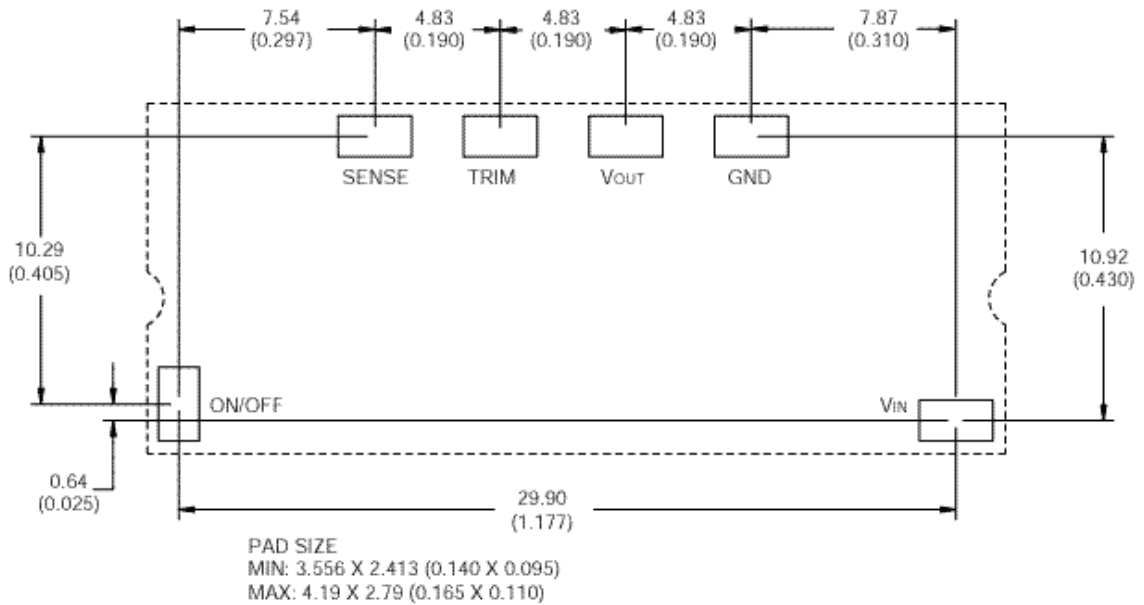 7.54
(0.297)
4.83
(0.190)
4.83
(0.190)
4.83
(0.190)
7.87
(0.310)
SENSE
TRIM
VOUT
GND
10.29
(0.405)
10.92
(0.430)
ON/OFF
VIN
0.64
(0.025)
29.90
(1.177)
PAD SIZE
MIN: 3.556 X 2.413 (0.140 X 0.095)
MAX: 4.19 X 2.79 (0.165 X 0.110)